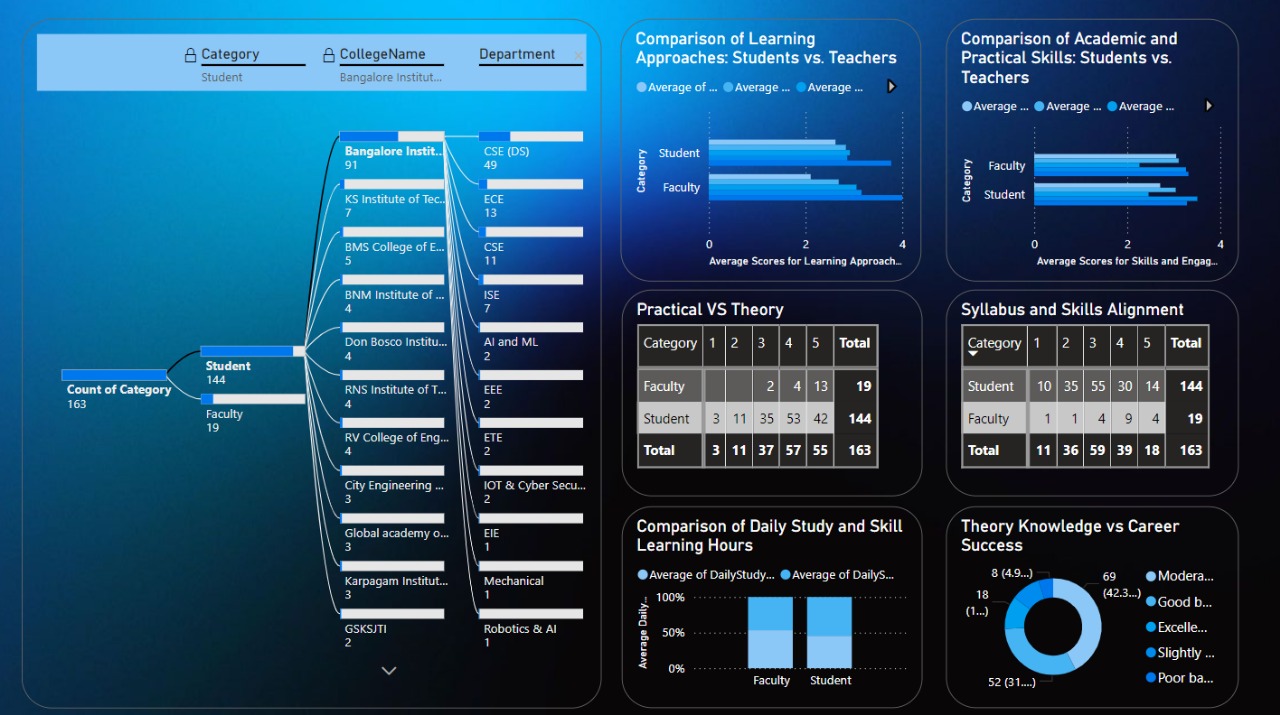 Category
CollegeName
Department
Student
Bangalore Institut...
Count of Category
163
Student
144
Faculty
19
Bangalore Instit...
91
KS Institute of Tec...
7
BMS College of E...
5
BNM Institute of ...
4
Don Bosco Institu...
4
RNS Institute of T...
4
RV College of Eng...
4
City Engineering ...
3
Global academy o...
3
Karpagam Institut...
3
GSKSJTI
2
CSE (DS)
49
ECE
13
CSE
11
ISE
7
AI and ML
2
EEE
2
ETE
2
IOT & Cyber Secu...
2
EIE
1
Mechanical
1
Robotics & AI
1
Comparison of Learning
Approaches: Students vs. Teachers
Average of ... Average ... Average ...
Category
Student
Faculty
0 2 4
Average Scores for Learning Approach...
Comparison of Academic and
Practical Skills: Students vs.
Teachers
Average ... Average ... Average ...
Category
Faculty
Student
0 2 4
Average Scores for Skills and Engag...
Practical VS Theory
Category 1 2 3 4 5 Total
Faculty 2 4 13 19
Student 3 11 35 53 42 144
Total 3 11 37 57 55 163
Syllabus and Skills Alignment
Category 1 2 3 4 5 Total
Student 10 35 55 30 14 144
Faculty 1 1 4 9 4 19
Total 11 36 59 39 18 163
Comparison of Daily Study and Skill
Learning Hours
Average of DailyStudy... Average of DailyS...
Average Daily...
100%
50%
0%
Faculty Student
Theory Knowledge vs Career
Success
8 (4.9...)
69
(42.3...)
18
(1...)
52 (31....)
Modera...
Good b...
Excelle...
Slightly ...
Poor ba...